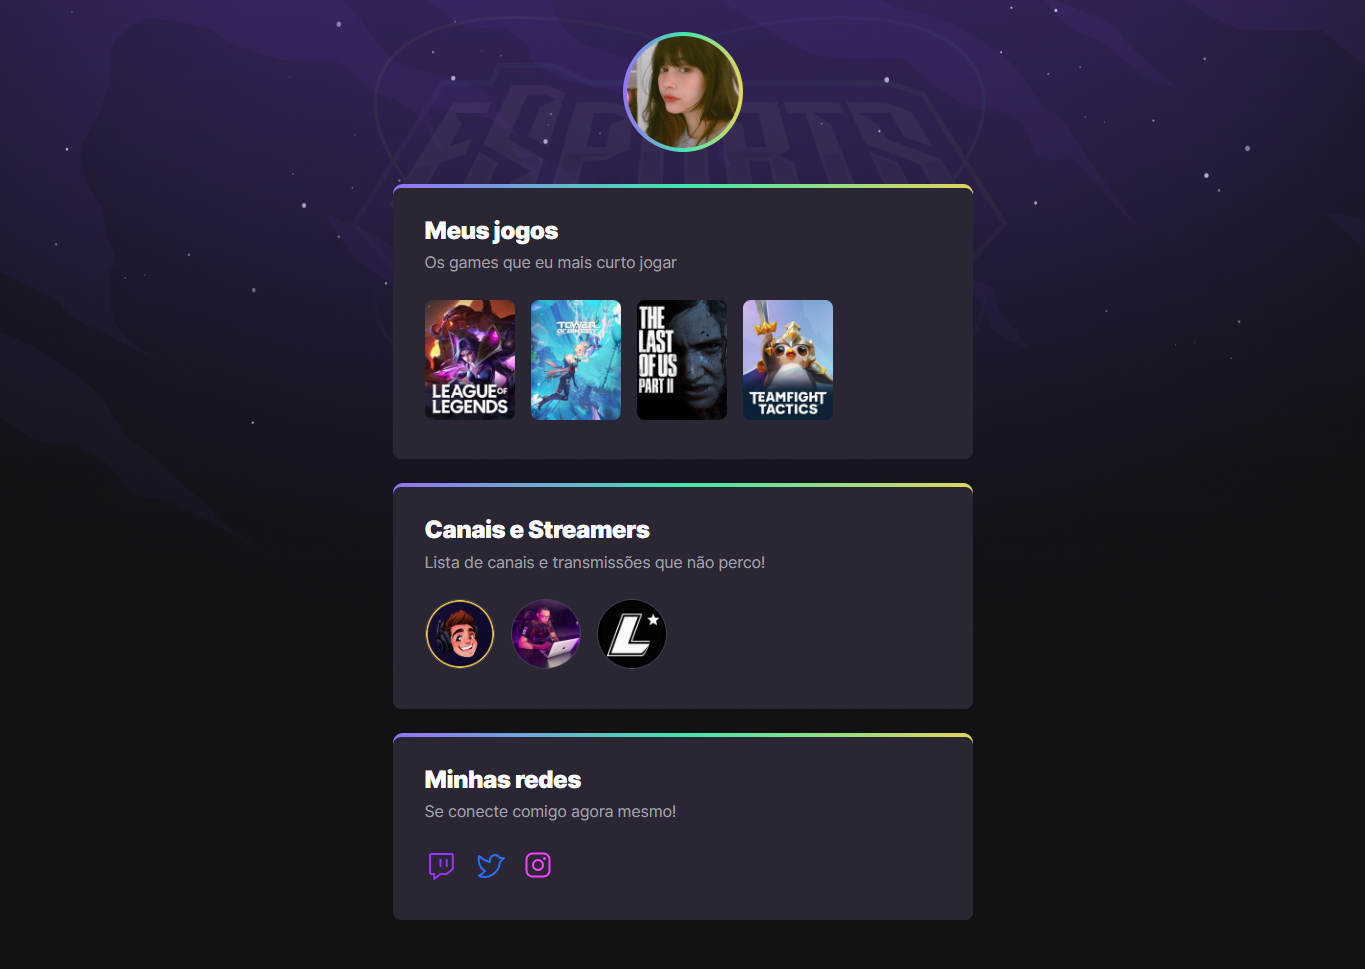 ESPORTS
Meus jogos
Os games que eu mais curto jogar
LEAGUE OF
LEGENDS
TOWER
OF FANTASY
THE
LAST
OF US
PART II
TEAMFIGHT
TACTICS
Canais e Streamers
Lista de canais e transmissões que não perco!
L
Minhas redes
Se conecte comigo agora mesmo!